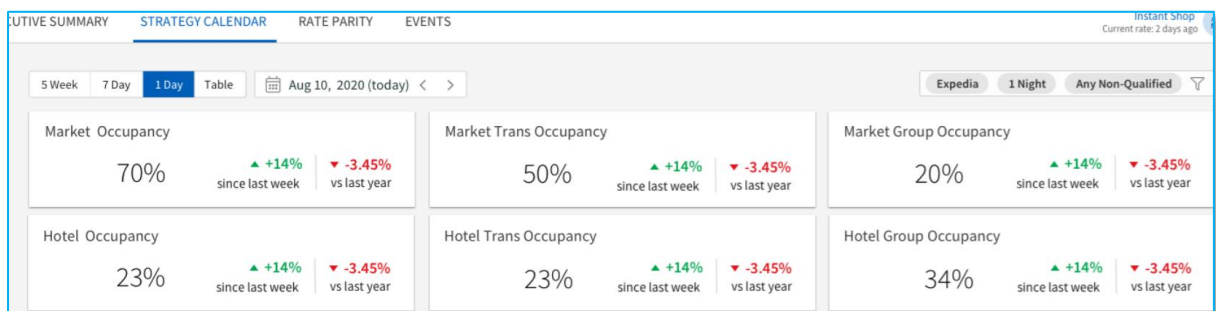 CUTIVE SUMMARY STRATEGY CALENDAR RATE PARITY EVENTS
Instant Shop
Current rate: 2 days ago
5 Week 7 Day 1 Day Table Aug 10, 2020 (today) < >
Expedia 1 Night Any Non-Qualified
Market Occupancy
70%
▲ +14%
since last week
▼ -3.45%
vs last year
Market Trans Occupancy
50%
▲ +14%
since last week
▼ -3.45%
vs last year
Market Group Occupancy
20%
▲ +14%
since last week
▼ -3.45%
vs last year
Hotel Occupancy
23%
▲ +14%
since last week
▼ -3.45%
vs last year
Hotel Trans Occupancy
23%
▲ +14%
since last week
▼ -3.45%
vs last year
Hotel Group Occupancy
34%
▲ +14%
since last week
▼ -3.45%
vs last year